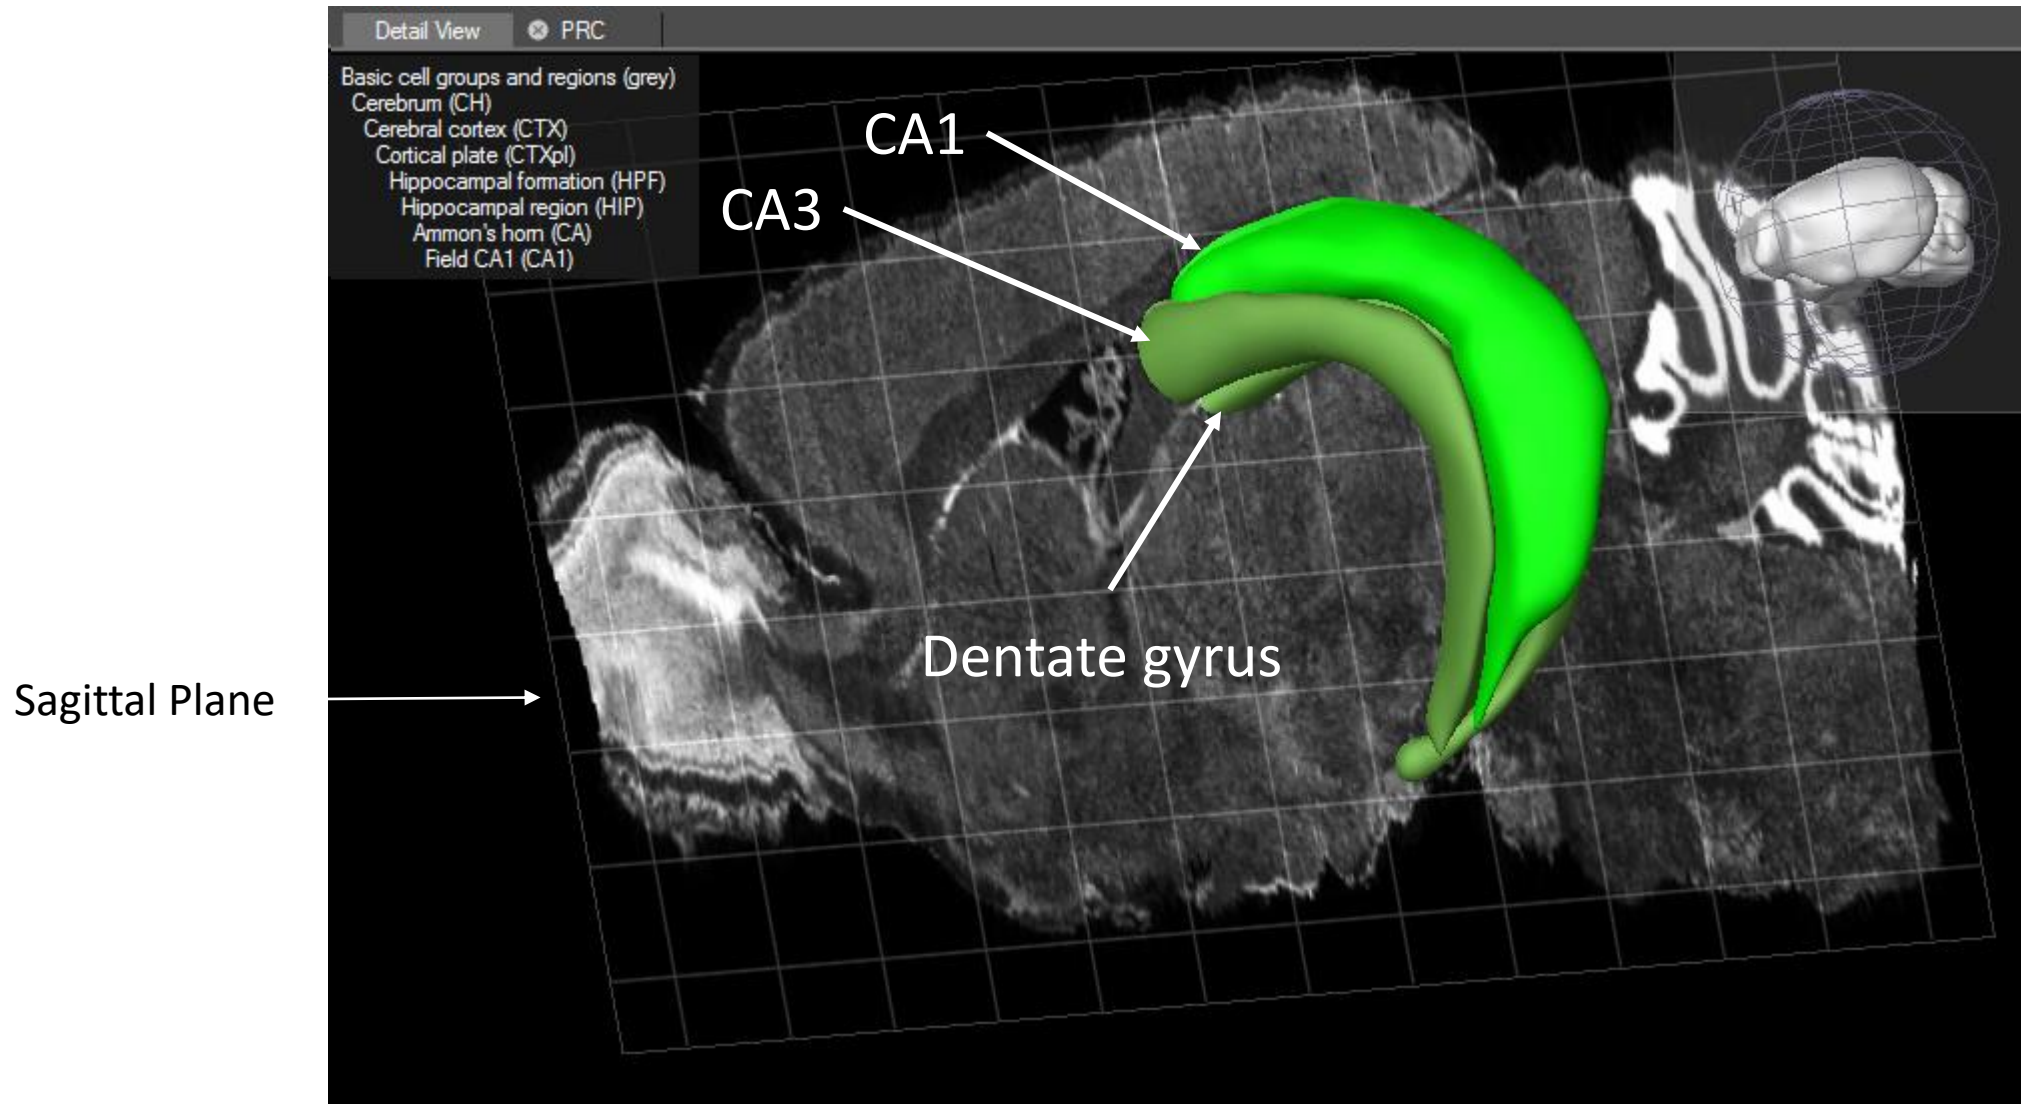 Detail View
PRC
Basic cell groups and regions (grey)
Cerebrum (CH)
Cerebral cortex (CTX)
Cortical plate (CTXpl)
Hippocampal formation (HPF)
Hippocampal region (HIP)
Ammon's horn (CA)
Field CA1 (CA1)
CA1
CA3
Dentate gyrus
Sagittal Plane